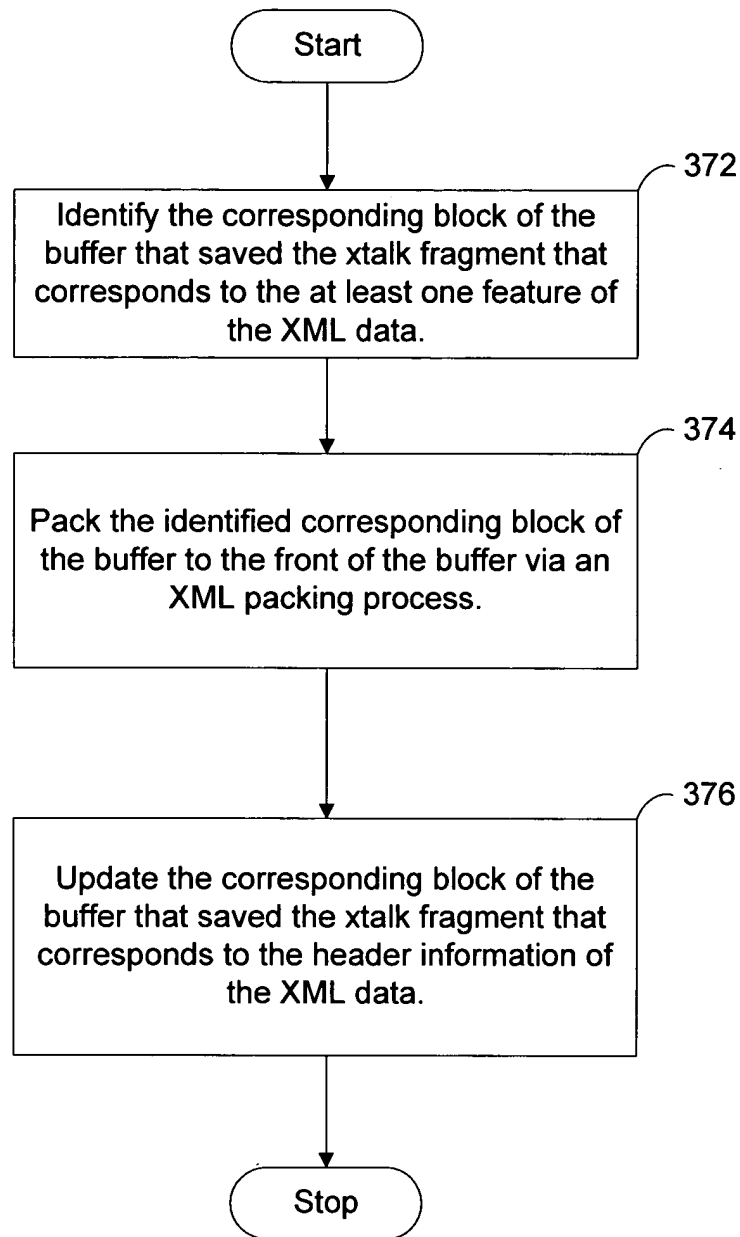 Start
372
Identify the corresponding block of the
buffer that saved the xtalk fragment that
corresponds to the at least one feature of
the XML data.
374
Pack the identified corresponding block of
the buffer to the front of the buffer via an
XML packing process.
376
Update the corresponding block of the
buffer that saved the xtalk fragment that
corresponds to the header information of
the XML data.
Stop